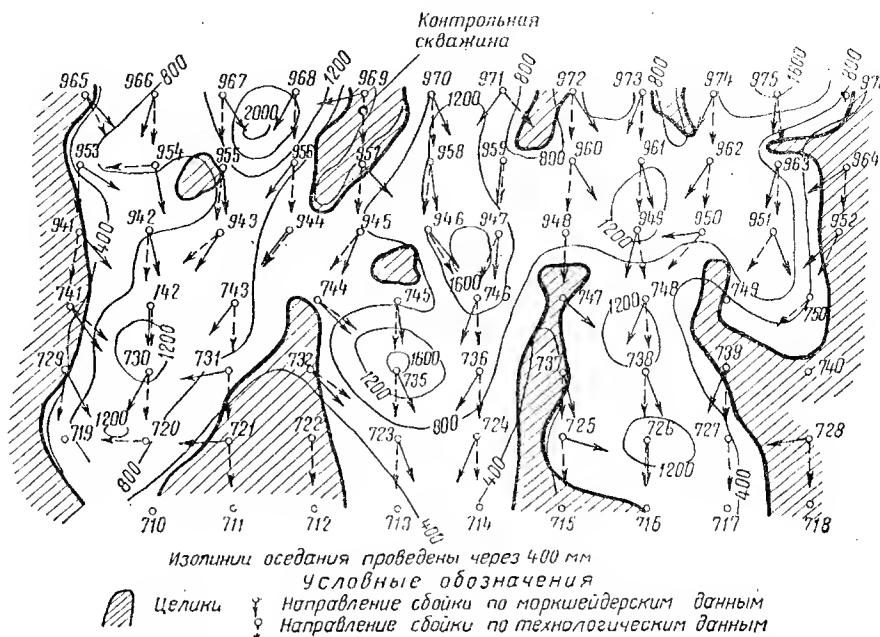 Контрольная
скважина
965 966 800 967 968 1200 969 970 971 800 972 973 800 974 975 1600 800
2000 1200
953 954 955 956 957 958 959 800 960 961 962 963 964
400 941 942 943 944 945 946 947 948 949 1200 950 951 952
1600
741 742 743 744 745 746 747 1200 748 749 750
729 730 1200 731 732 1200 1600 735 736 737 738 739 740
1200 800
719 720 721 722 723 724 725 726 727 728
800 400 1200 400
710 711 712 713 400 714 715 716 717 718
Изолинии оседания проведены через 400 мм
Условные обозначения
Целики
Направление сбойки по моркшейдерским данным
Направление сбойки по технологическим данным